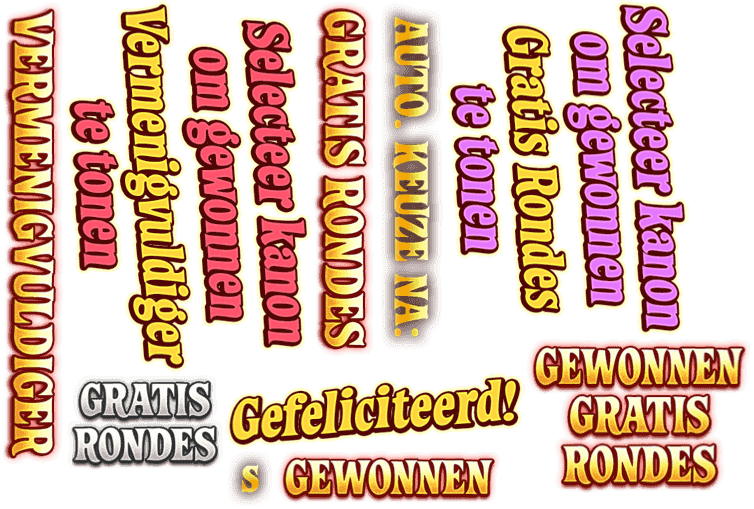 VERMENIGVULDIGER
Selecteer kanon
om gewonnen
Vermenigvuldiger
te tonen
GRATIS RONDES
AUTO. KEUZE NA:
Selecteer kanon
om gewonnen
Gratis Rondes
te tonen
GRATIS
RONDES
Gefeliciteerd!
S
GEWONNEN
GEWONNEN
GRATIS
RONDES